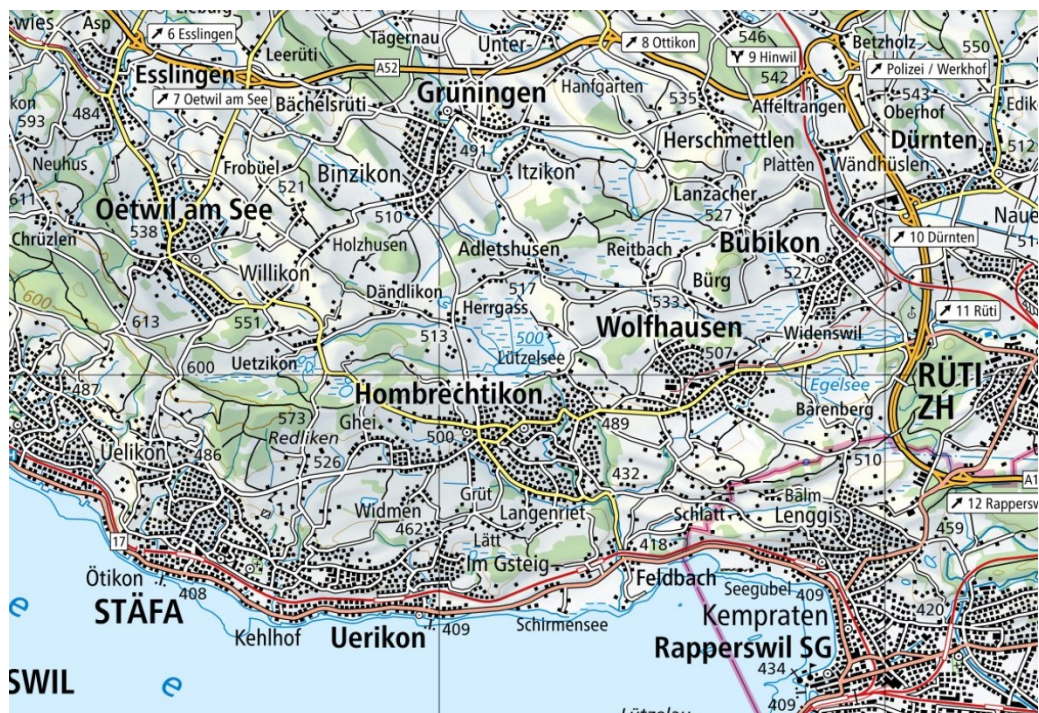 wies
Asp
Lieburg
6 Esslingen
Leerüti
Tägernau
Unter-
8 Ottikon
546
9 Hinwil
Betzholz
550
Esslingen
A52
542
Polizei / Werkhof
kon
593
484
7 Oetwil am See
Bächelsrüti
Grüningen
Hanfgarten
535
Affeltrangen
543
Oberhof
Edik
Neuhus
Frobüel
521
Binzikon
491
Itzikon
Herschmettlen
Platten
Wändhüslen
Dürnten
512
611
Oetwil am See
538
510
Lanzacher
527
Chrüzlen
Holzhusen
Adletshusen
Reitbach
Bubikon
10 Dürnten
Naue
514
Willikon
517
Bürg
527
600
Dändlikon
Herrgass
533
613
551
513
500
Wolfhausen
Widenswil
11 Rüti
Uetzikon
Lützelsee
507
600
487
Hombrechtikon
Egelsee
RÜTI
ZH
573
Ghei
489
Bärenberg
Redliken
500
Uelikon
486
526
432
510
A1
Grüt
Bälm
12 Rappersw
Widmen
462
Langenriet
Schlatt
Lenggis
459
17
Lätt
418
Im Gsteig
Ötikon
408
Feldbach
Seegubel
409
420
STÄFA
Kempraten
Kehlhof
Uerikon
409
Schirmensee
Rapperswil SG
434
SWIL
e
e
409
Lützelau